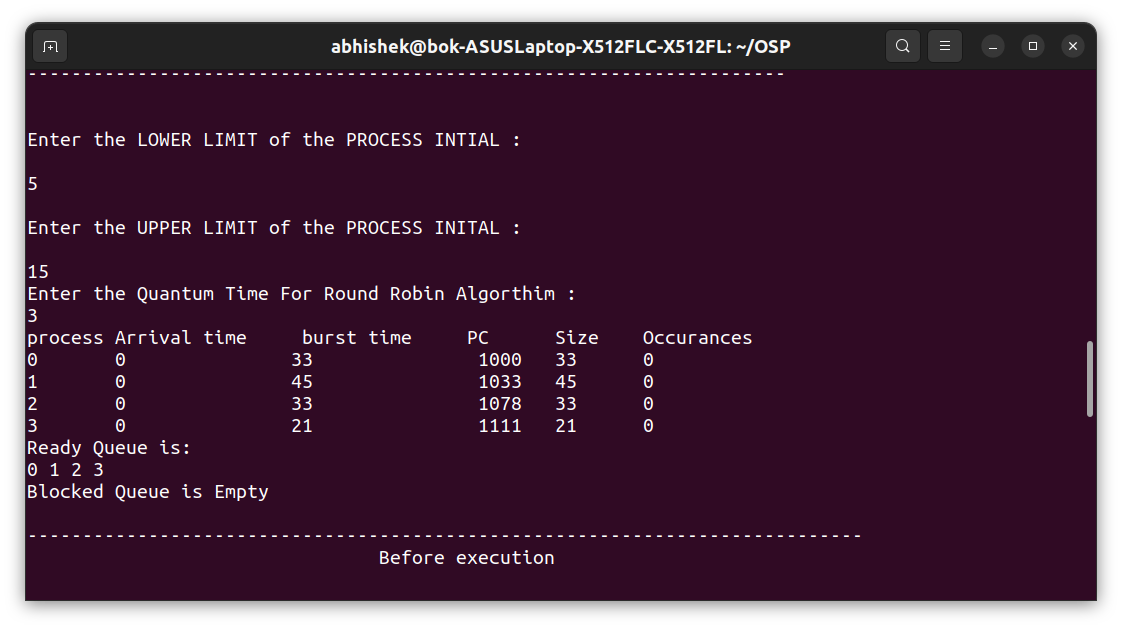 abhishek@bok-ASUSLaptop-X512FLC-X512FL: ~/OSP
---------------------------------------------------------------------
Enter the LOWER LIMIT of the PROCESS INTIAL :
5
Enter the UPPER LIMIT of the PROCESS INITAL :
15
Enter the Quantum Time For Round Robin Algorthim :
3
process Arrival time     burst time     PC      Size    Occurances
0       0               33               1000   33      0
1       0               45               1033   45      0
2       0               33               1078   33      0
3       0               21               1111   21      0
Ready Queue is:
0 1 2 3
Blocked Queue is Empty
----------------------------------------------------------------------------
                                Before execution